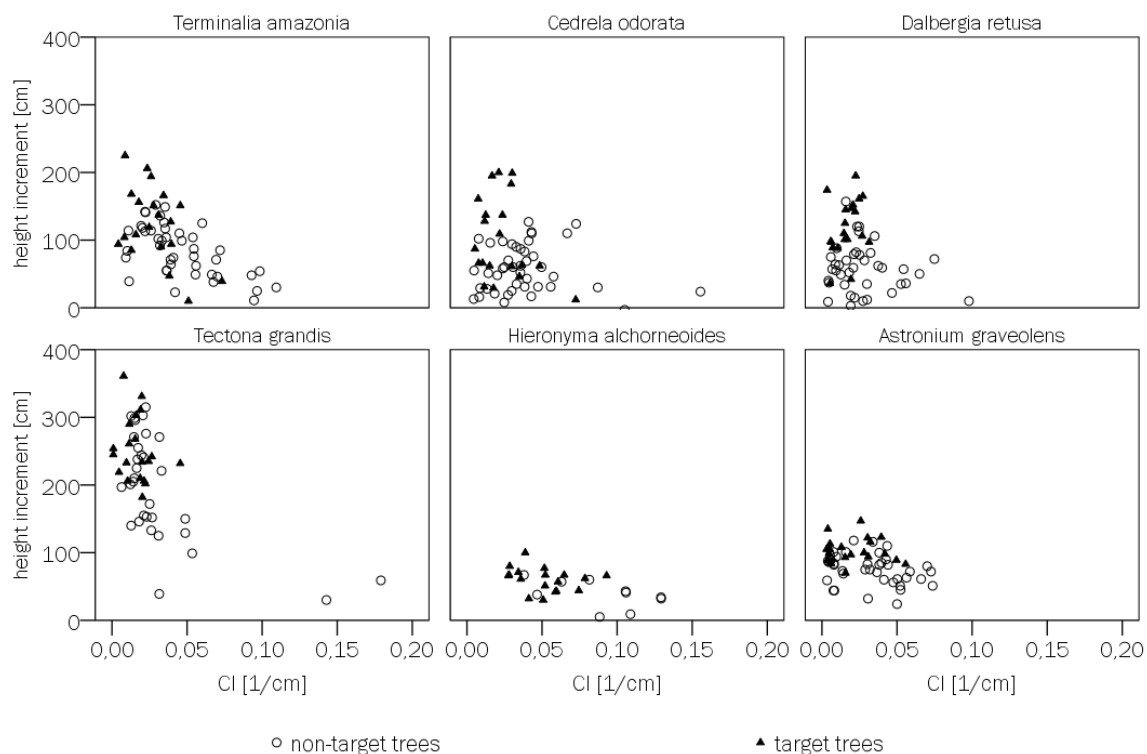 Terminalia amazonia
Cedrela odorata
Dalbergia retusa
height increment [cm]
400
300
200
100
0
Tectona grandis
Hieronyma alchorneoides
Astronium graveolens
height increment [cm]
400
300
200
100
0
0,00 0,05 0,10 0,15 0,20
0,00 0,05 0,10 0,15 0,20
0,00 0,05 0,10 0,15 0,20
CI [1/cm]
CI [1/cm]
CI [1/cm]
non-target trees
target trees